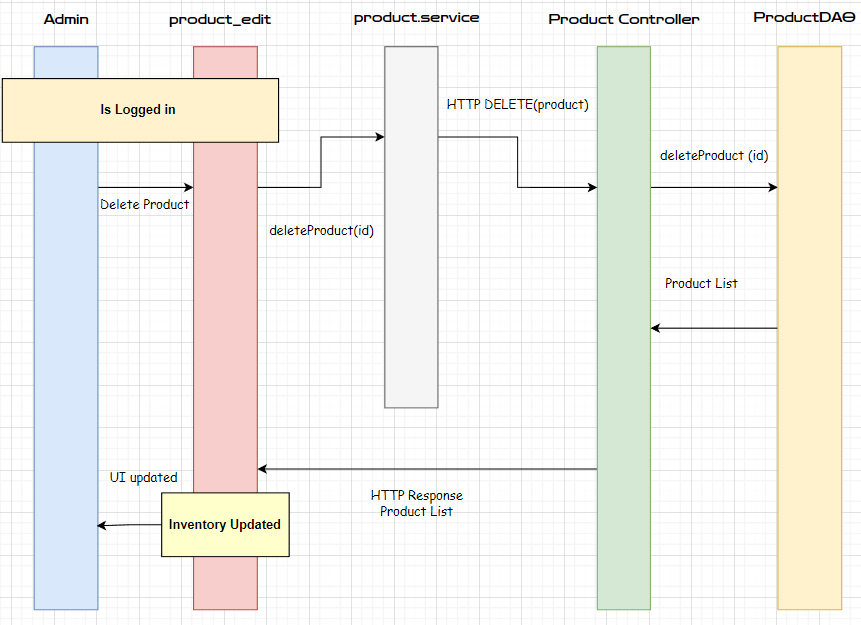 Admin
product_edit
product.service
Product Controller
ProductDAO
Is Logged in
HTTP DELETE(product)
deleteProduct (id)
Delete Product
deleteProduct(id)
Product List
UI updated
HTTP Response
Product List
Inventory Updated